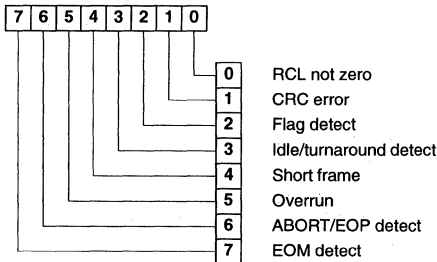 7 6 5 4 3 2 1 0
0 RCL not zero
1 CRC error
2 Flag detect
3 Idle/turnaround detect
4 Short frame
5 Overrun
6 ABORT/EOP detect
7 EOM detect